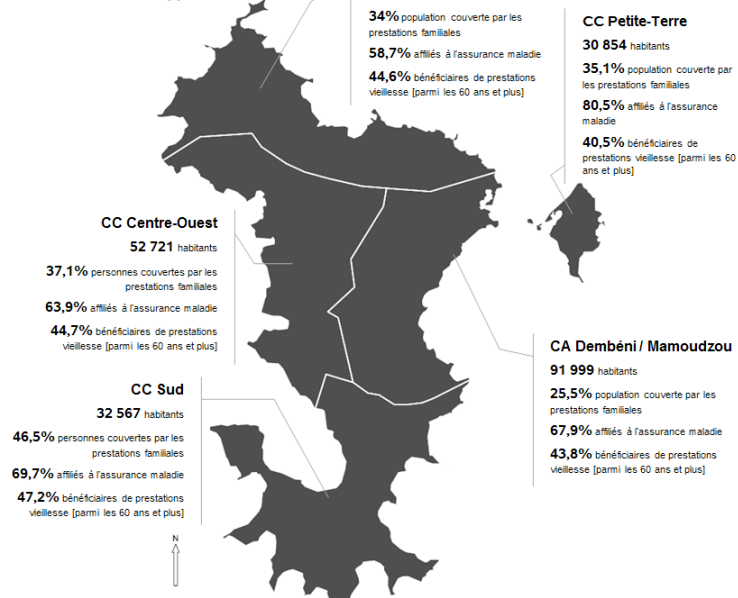 34% population couverte par les
prestations familiales
58,7% affiliés à l'assurance maladie
44,6% bénéficiaires de prestations
vieillesse [parmi les 60 ans et plus]
CC Petite-Terre
30 854 habitants
35,1% population couverte par
les prestations familiales
80,5% affiliés à l'assurance
maladie
40,5% bénéficiaires de
prestations vieillesse [parmi les 60
ans et plus]
CC Centre-Ouest
52 721 habitants
37,1% personnes couvertes par les
prestations familiales
63,9% affiliés à l'assurance maladie
44,7% bénéficiaires de prestations
vieillesse [parmi les 60 ans et plus]
CA Dembéni / Mamoudzou
91 999 habitants
25,5% population couverte par les
prestations familiales
67,9% affiliés à l'assurance maladie
43,8% bénéficiaires de prestations
vieillesse [parmi les 60 ans et plus]
CC Sud
32 567 habitants
46,5% personnes couvertes par les
prestations familiales
69,7% affiliés à l'assurance maladie
47,2% bénéficiaires de prestations
vieillesse [parmi les 60 ans et plus]
N